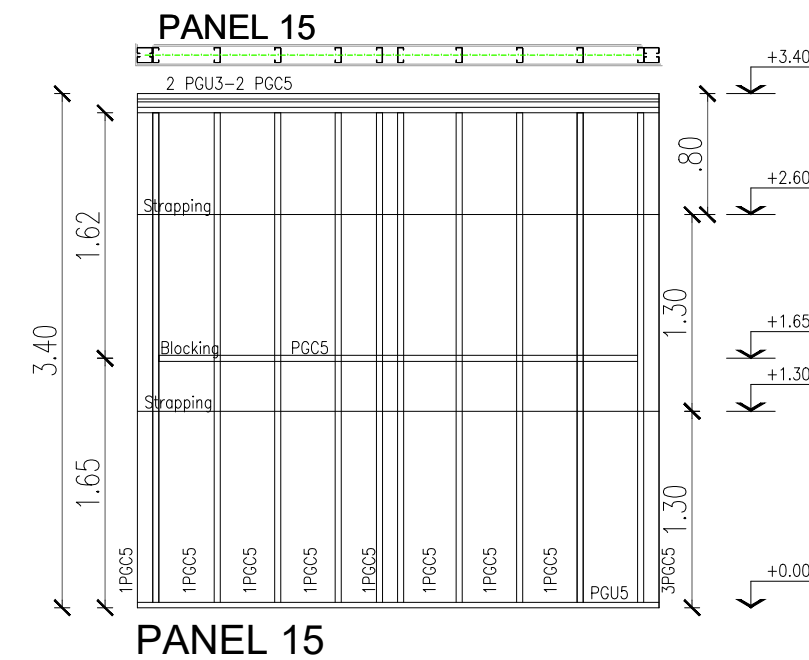 PANEL 15
2 PGU3-2 PGC5
+3.40
.80
+2.60
Strapping
1.62
1.30
3.40
+1.65
Blocking
PGC5
+1.30
Strapping
1.65
1.30
1PGC5
1PGC5
1PGC5
1PGC5
1PGC5
1PGC5
1PGC5
1PGC5
3PGC5
+0.00
PGU5
PANEL 15